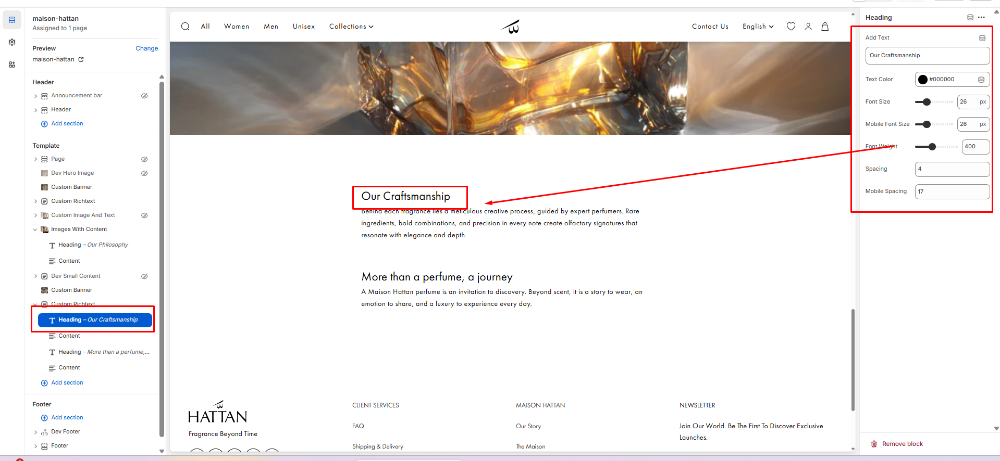 maison-hattan
Assigned to 1 page
Preview
Change
maison-hattan
Header
Announcement bar
Header
Add section
Template
Page
Dev Hero Image
Custom Banner
Custom Richtext
Custom Image And Text
Images With Content
Heading – Our Philosophy
Content
Dev Small Content
Custom Banner
Custom Richtext
Heading – Our Craftsmanship
Content
Heading – More than a perfume,...
Content
Add section
Footer
Add section
Dev Footer
Footer
All Women Men Unisex Collections
Contact Us English
Our Craftsmanship
Behind each fragrance lies a meticulous creative process, guided by expert perfumers. Rare
ingredients, bold combinations, and precision in every note create olfactory signatures that
resonate with elegance and depth.
More than a perfume, a journey
A Maison Hattan perfume is an invitation to discovery. Beyond scent, it is a story to wear, an
emotion to share, and a luxury to experience every day.
HATTAN
Fragrance Beyond Time
CLIENT SERVICES
FAQ
Shipping & Delivery
MAISON HATTAN
Our Story
The Maison
NEWSLETTER
Join Our World. Be The First To Discover Exclusive
Launches.
Heading
Add Text
Our Craftsmanship
Text Color #000000
Font Size 26 px
Mobile Font Size 26 px
Font Weight 400
Spacing 4
Mobile Spacing 17
Remove block